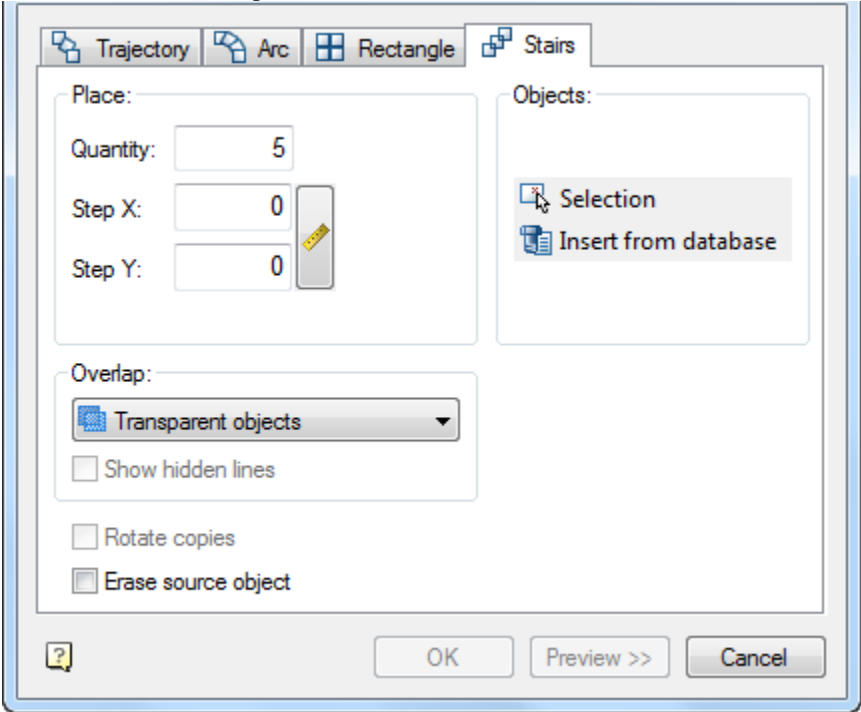 Trajectory Arc Rectangle Stairs
Place:
Quantity: 5
Step X: 0
Step Y: 0
Objects:
Selection
Insert from database
Overlap:
Transparent objects
Show hidden lines
Rotate copies
Erase source object
? OK Preview >> Cancel